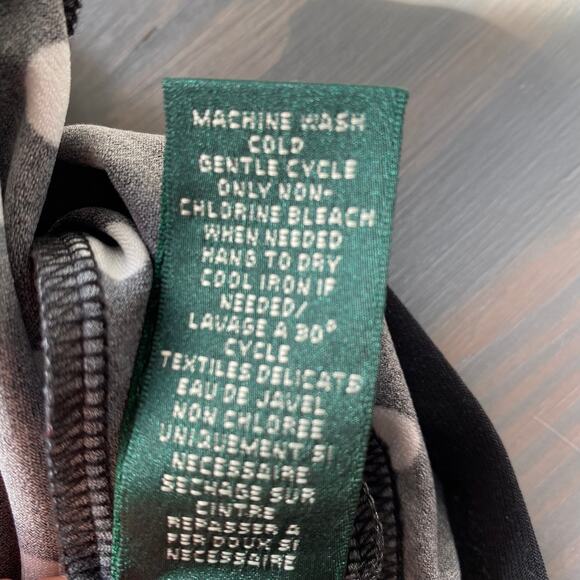 MACHINE WASH
COLD
GENTLE CYCLE
ONLY NON-
CHLORINE BLEACH
WHEN NEEDED
HANG TO DRY
COOL IRON IF
NEEDED/
LAVAGE A 30°
CYCLE
TEXTILES DELICATS
EAU DE JAVEL
NON CHLOREE
UNIQUEMENT SI
NECESSAIRE
SECHAGE SUR
CINTRE
REPASSER A
FER DOUX SI
NECESSAIRE